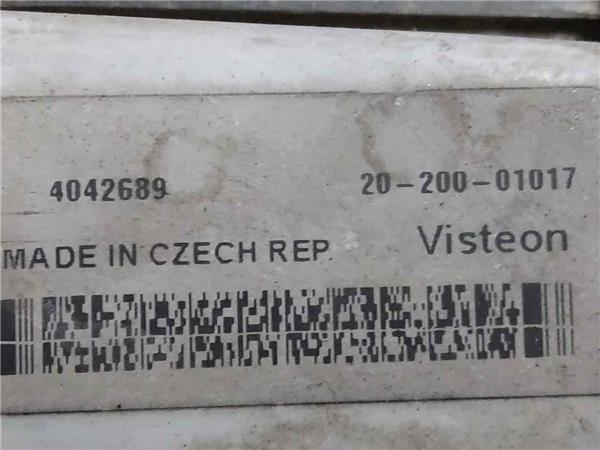 4042689 20-200-01017
MADE IN CZECH REP. Visteon